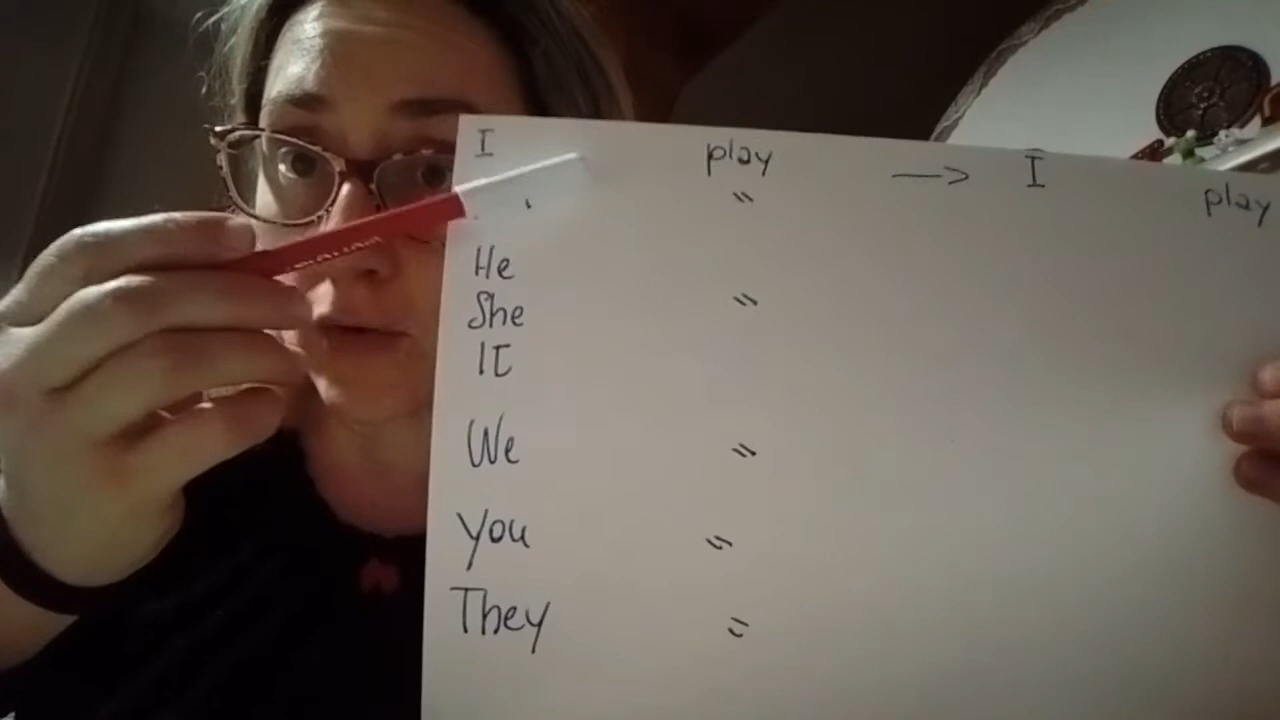 I play → I play
"
He
She "
It
We "
You "
They "